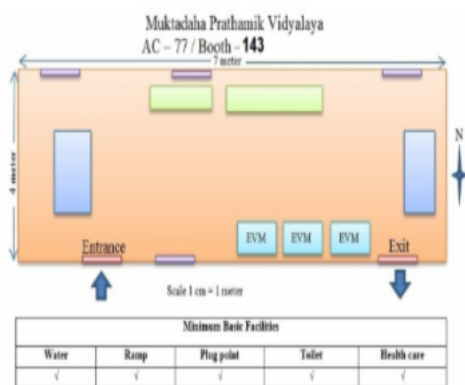 Muktadaha Prathamik Vidyalaya
AC – 77 / Booth - 143
7 meter
4 meter
N
EVM EVM EVM
Entrance Exit
Scale 1 cm = 1 meter
Minimum Basic Facilities
Water Ramp Plug point Toilet Health care
√ √ √ √ √